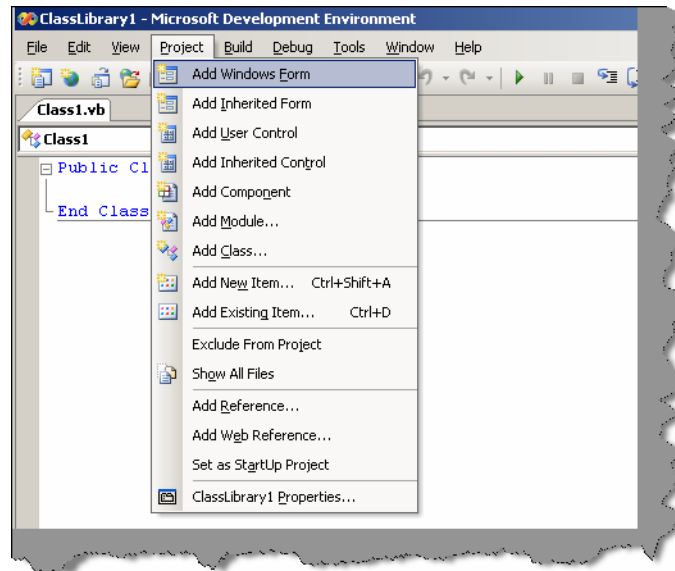 ClassLibrary1 - Microsoft Development Environment
File Edit View Project Build Debug Tools Window Help
Class1.vb
Class1
Public Cl
End Class
Add Windows Form
Add Inherited Form
Add User Control
Add Inherited Control
Add Component
Add Module...
Add Class...
Add New Item... Ctrl+Shift+A
Add Existing Item... Ctrl+D
Exclude From Project
Show All Files
Add Reference...
Add Web Reference...
Set as StartUp Project
ClassLibrary1 Properties...